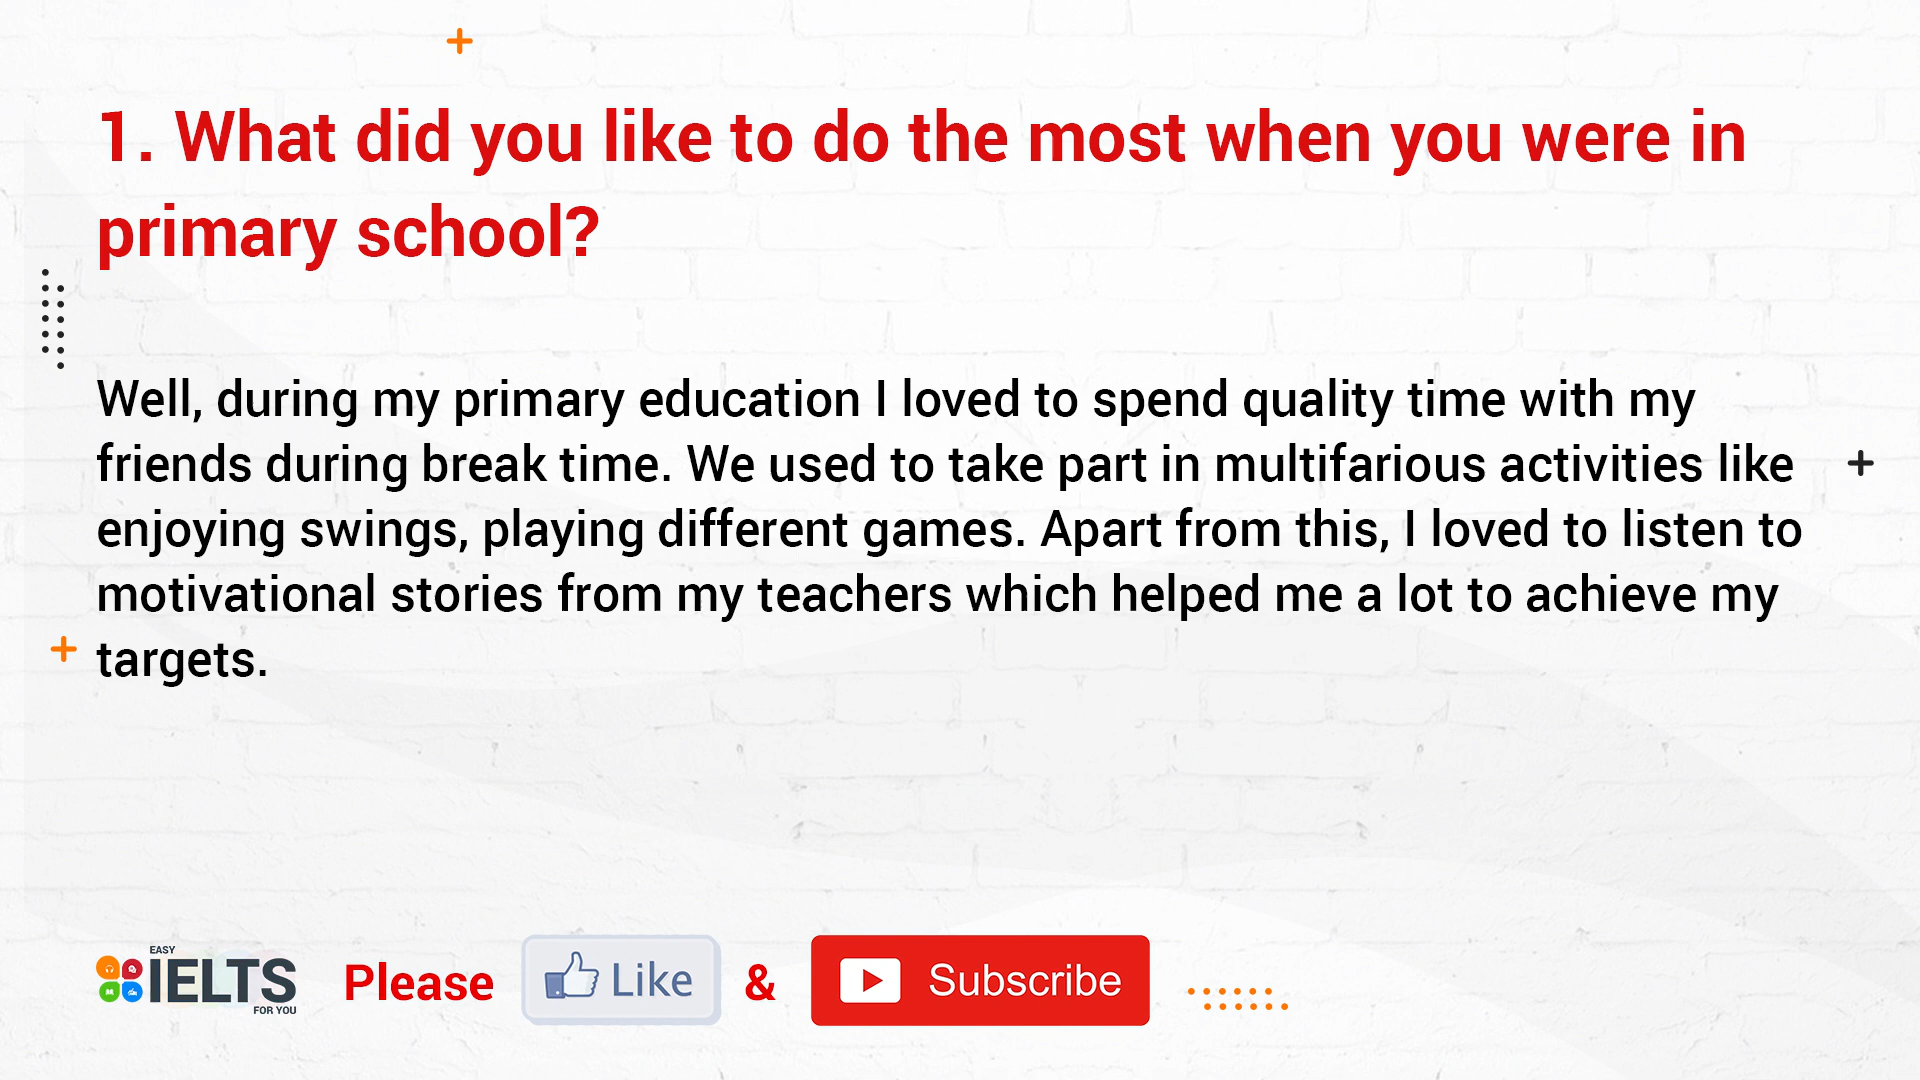 1. What did you like to do the most when you were in
primary school?
Well, during my primary education I loved to spend quality time with my
friends during break time. We used to take part in multifarious activities like
enjoying swings, playing different games. Apart from this, I loved to listen to
motivational stories from my teachers which helped me a lot to achieve my
targets.
EASY
IELTS
FOR YOU
Please Like & Subscribe